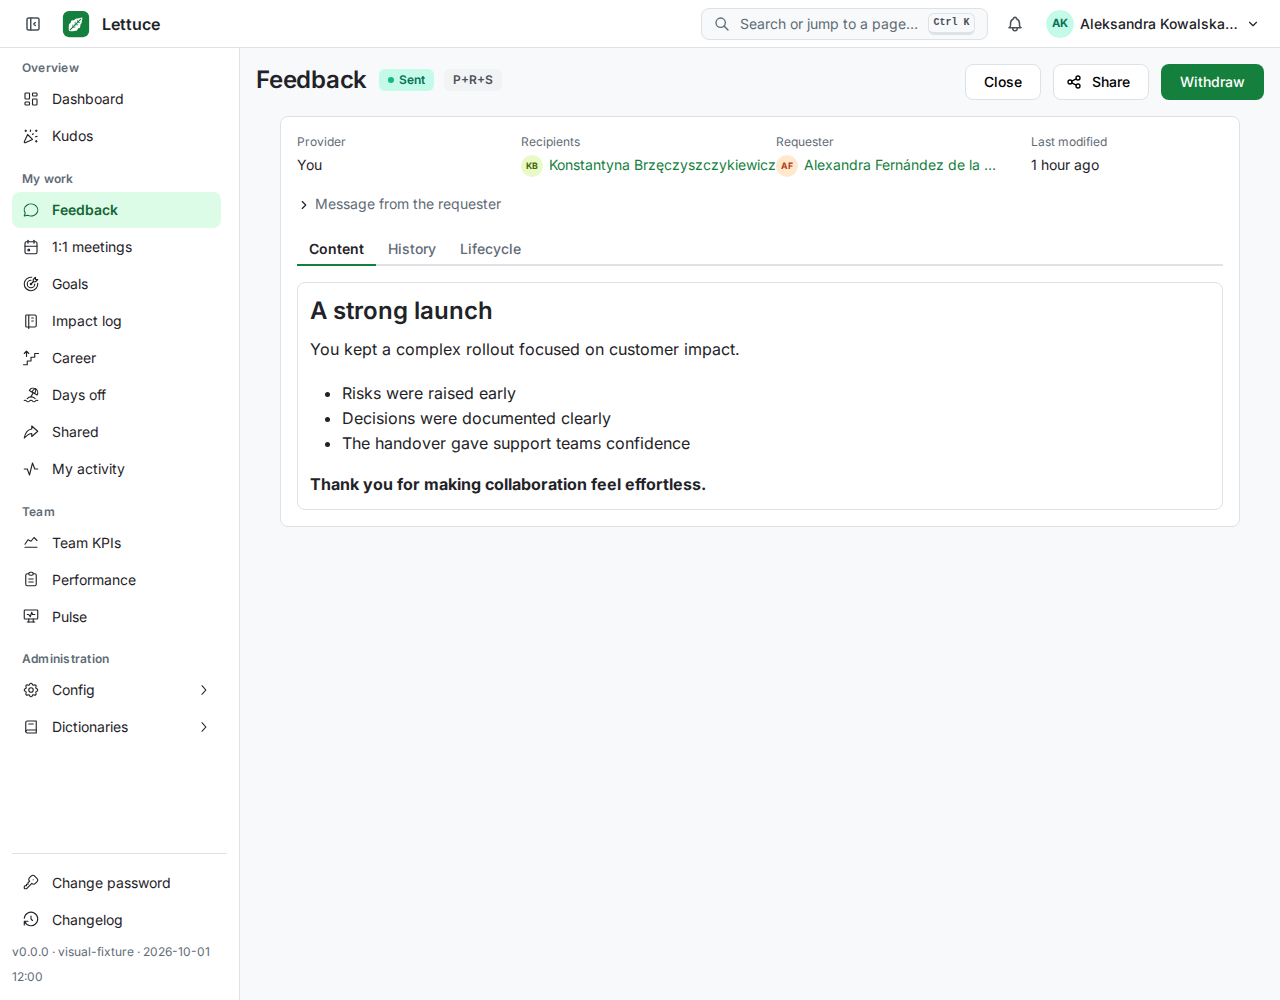 Lettuce
Search or jump to a page...
Ctrl K
AK
Aleksandra Kowalska...
Overview
Dashboard
Kudos
My work
Feedback
1:1 meetings
Goals
Impact log
Career
Days off
Shared
My activity
Team
Team KPIs
Performance
Pulse
Administration
Config
Dictionaries
Change password
Changelog
v0.0.0 · visual-fixture · 2026-10-01
12:00
Feedback
Sent
P+R+S
Close
Share
Withdraw
Provider
You
Recipients
KB Konstantyna Brzęczyszczykiewicz
Requester
AF Alexandra Fernández de la ...
Last modified
1 hour ago
Message from the requester
Content
History
Lifecycle
A strong launch
You kept a complex rollout focused on customer impact.
• Risks were raised early
• Decisions were documented clearly
• The handover gave support teams confidence
Thank you for making collaboration feel effortless.